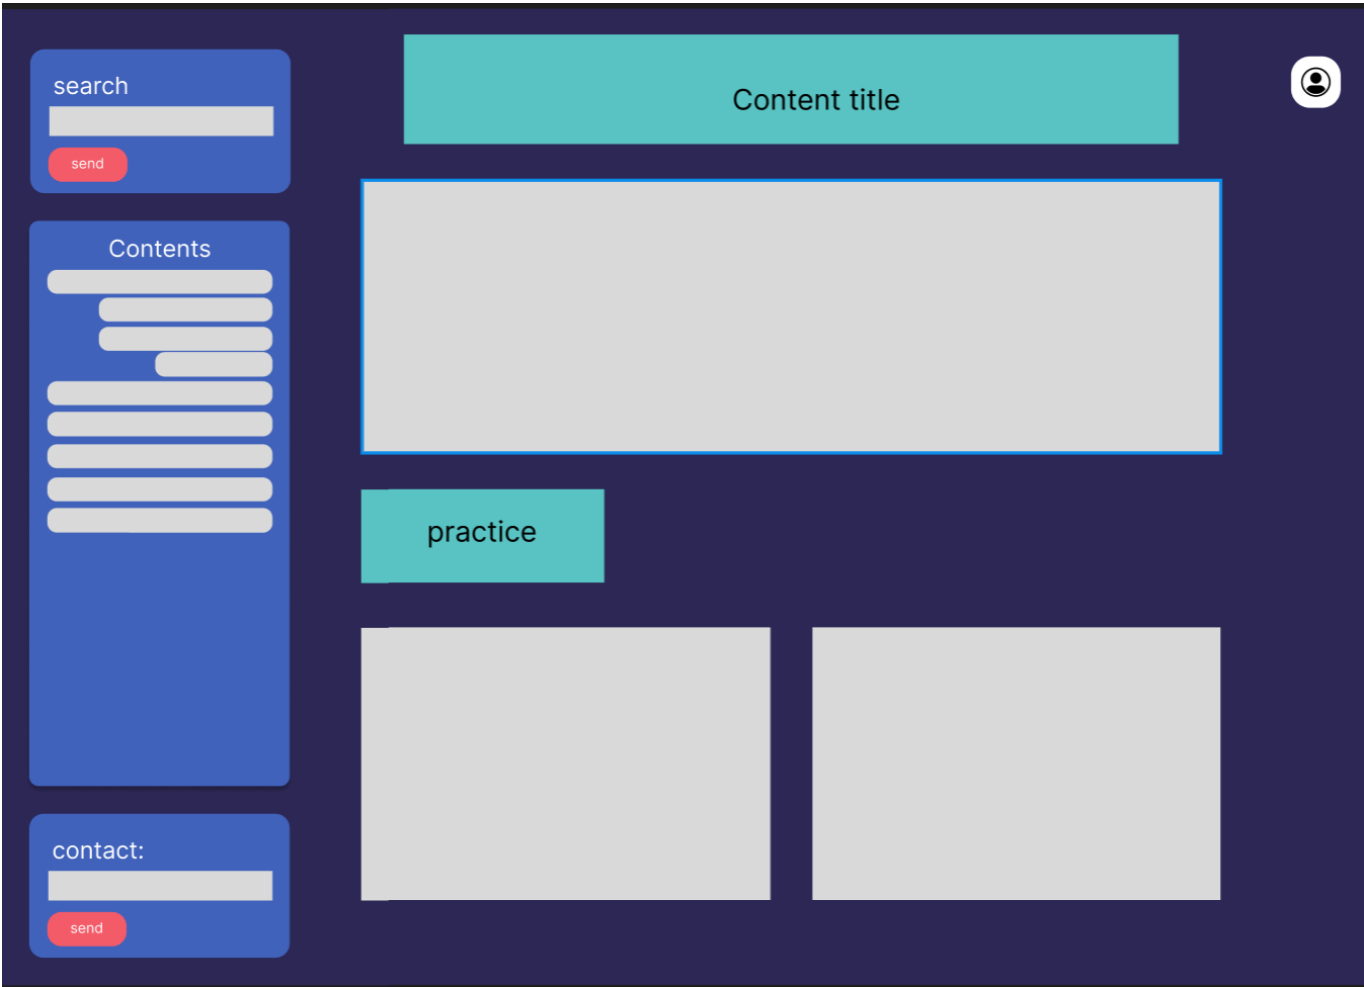 search
send
Contents
contact:
send
Content title
practice